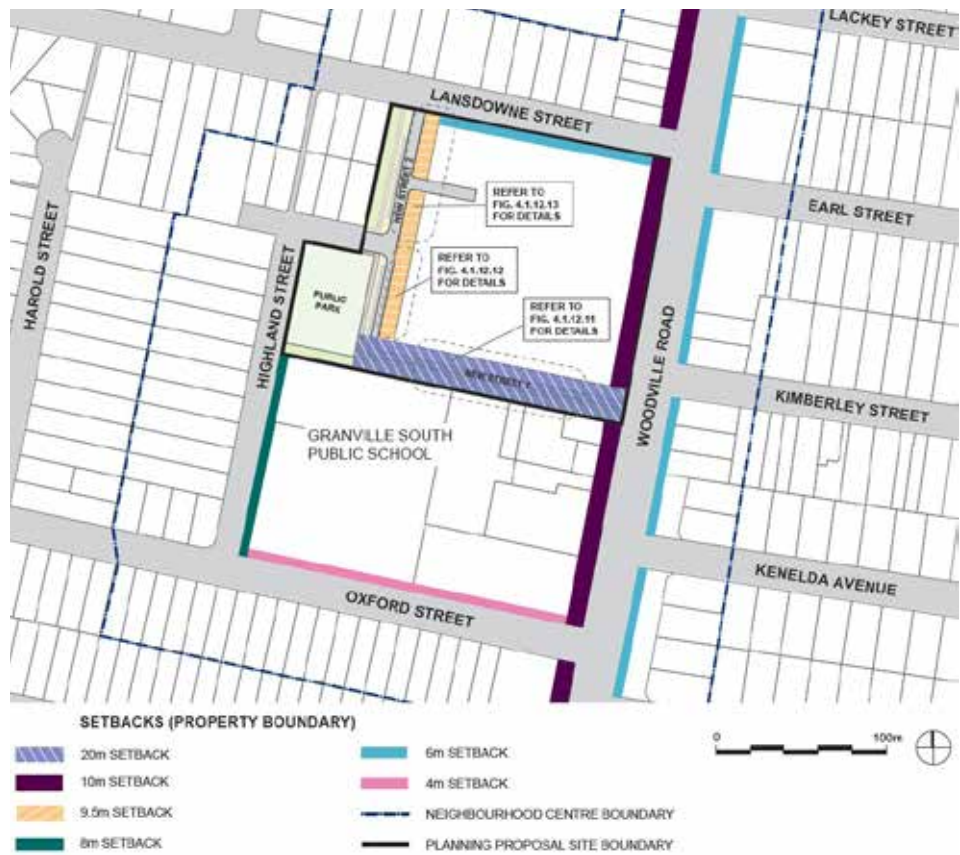 LACKEY STREET
LANSDOWNE STREET
NEW STREET 2
REFER TO
FIG. 4.1.12.13
FOR DETAILS
EARL STREET
HAROLD STREET
HIGHLAND STREET
REFER TO
FIG. 4.1.12.12
FOR DETAILS
PUBLIC
PARK
REFER TO
FIG. 4.1.12.11
FOR DETAILS
NEW STREET 1
WOODVILLE ROAD
KIMBERLEY STREET
GRANVILLE SOUTH
PUBLIC SCHOOL
KENELDA AVENUE
OXFORD STREET
SETBACKS (PROPERTY BOUNDARY)
20m SETBACK
10m SETBACK
9.5m SETBACK
8m SETBACK
6m SETBACK
4m SETBACK
NEIGHBOURHOOD CENTRE BOUNDARY
PLANNING PROPOSAL SITE BOUNDARY
0 100m